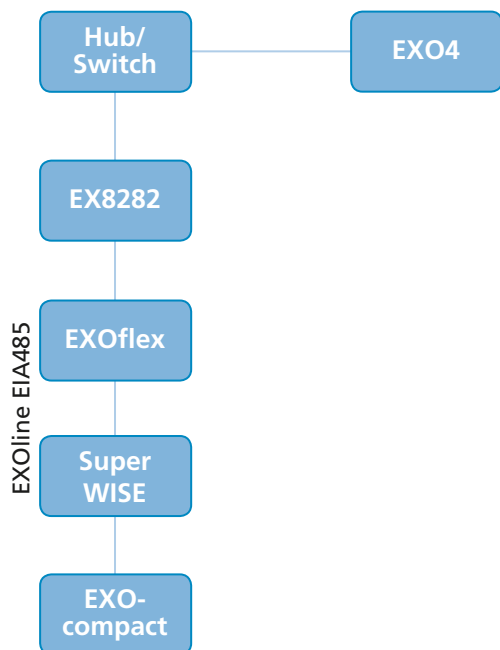 Hub/
Switch
EXO4
EX8282
EXOflex
EXOline EIA485
Super
WISE
EXO-
compact